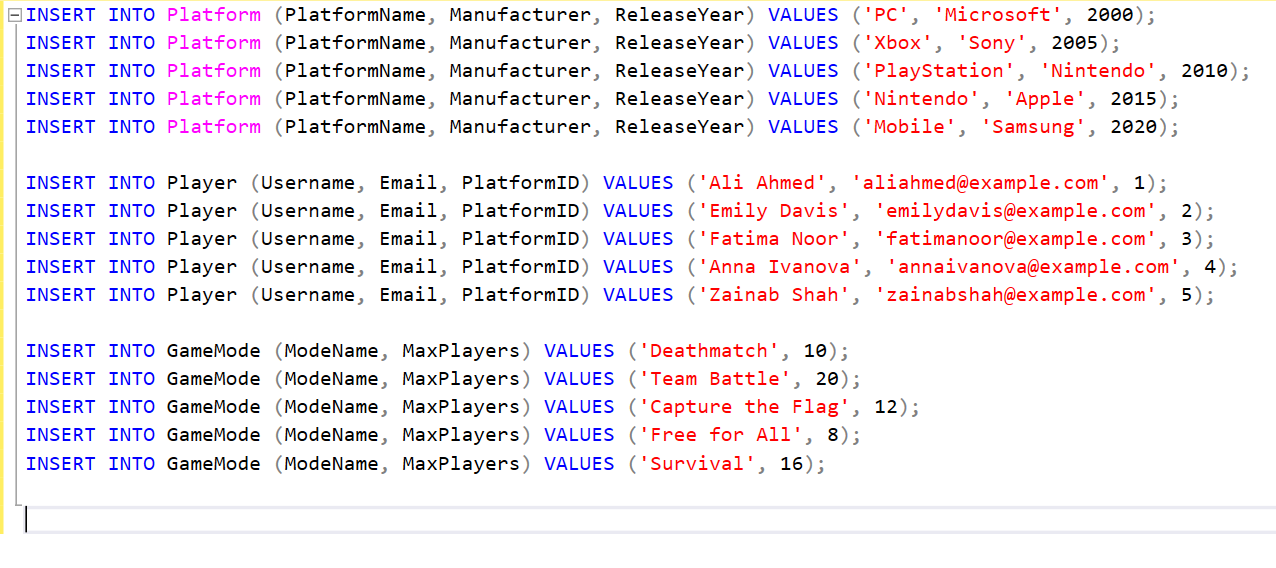 INSERT INTO Platform (PlatformName, Manufacturer, ReleaseYear) VALUES ('PC', 'Microsoft', 2000);
INSERT INTO Platform (PlatformName, Manufacturer, ReleaseYear) VALUES ('Xbox', 'Sony', 2005);
INSERT INTO Platform (PlatformName, Manufacturer, ReleaseYear) VALUES ('PlayStation', 'Nintendo', 2010);
INSERT INTO Platform (PlatformName, Manufacturer, ReleaseYear) VALUES ('Nintendo', 'Apple', 2015);
INSERT INTO Platform (PlatformName, Manufacturer, ReleaseYear) VALUES ('Mobile', 'Samsung', 2020);
INSERT INTO Player (Username, Email, PlatformID) VALUES ('Ali Ahmed', 'aliahmed@example.com', 1);
INSERT INTO Player (Username, Email, PlatformID) VALUES ('Emily Davis', 'emilydavis@example.com', 2);
INSERT INTO Player (Username, Email, PlatformID) VALUES ('Fatima Noor', 'fatimanoor@example.com', 3);
INSERT INTO Player (Username, Email, PlatformID) VALUES ('Anna Ivanova', 'annaivanova@example.com', 4);
INSERT INTO Player (Username, Email, PlatformID) VALUES ('Zainab Shah', 'zainabshah@example.com', 5);
INSERT INTO GameMode (ModeName, MaxPlayers) VALUES ('Deathmatch', 10);
INSERT INTO GameMode (ModeName, MaxPlayers) VALUES ('Team Battle', 20);
INSERT INTO GameMode (ModeName, MaxPlayers) VALUES ('Capture the Flag', 12);
INSERT INTO GameMode (ModeName, MaxPlayers) VALUES ('Free for All', 8);
INSERT INTO GameMode (ModeName, MaxPlayers) VALUES ('Survival', 16);